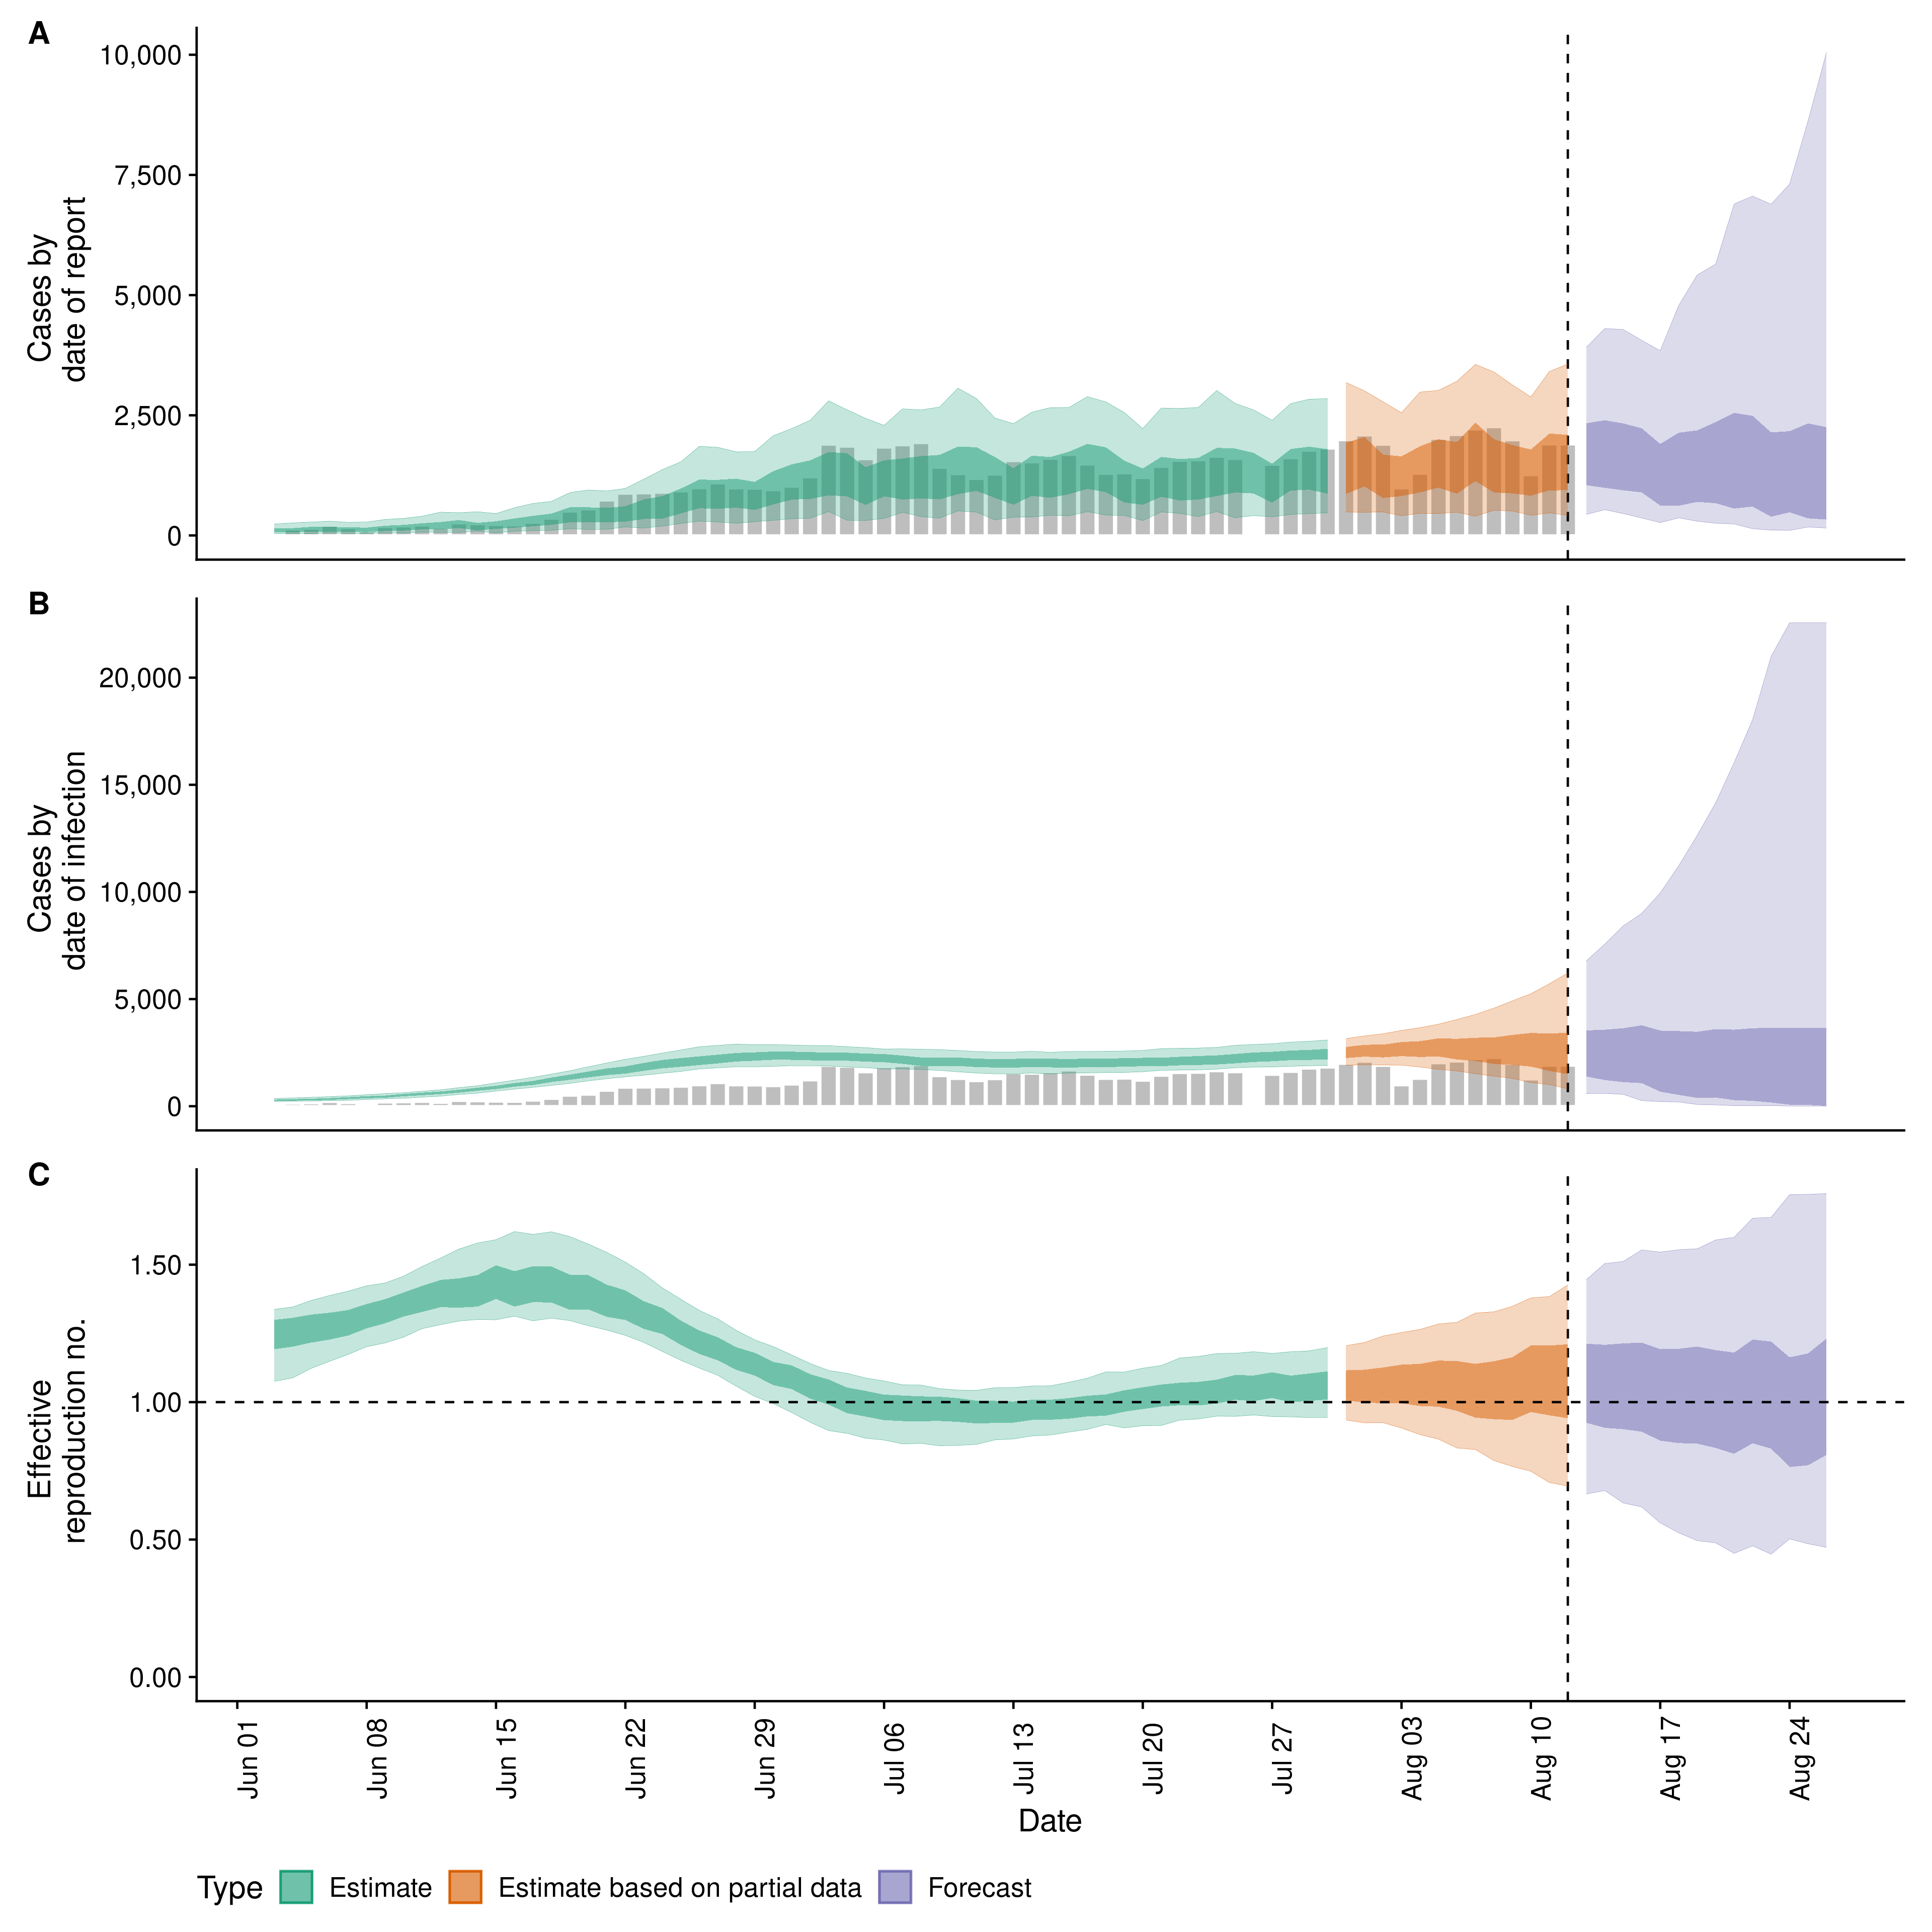 A
10,000
7,500
5,000
2,500
0
Cases by
date of report
B
20,000
15,000
10,000
5,000
0
Cases by
date of infection
C
1.50
1.00
0.50
0.00
Effective
reproduction no.
Jun 01
Jun 08
Jun 15
Jun 22
Jun 29
Jul 06
Jul 13
Jul 20
Jul 27
Aug 03
Aug 10
Aug 17
Aug 24
Date
Type Estimate Estimate based on partial data Forecast